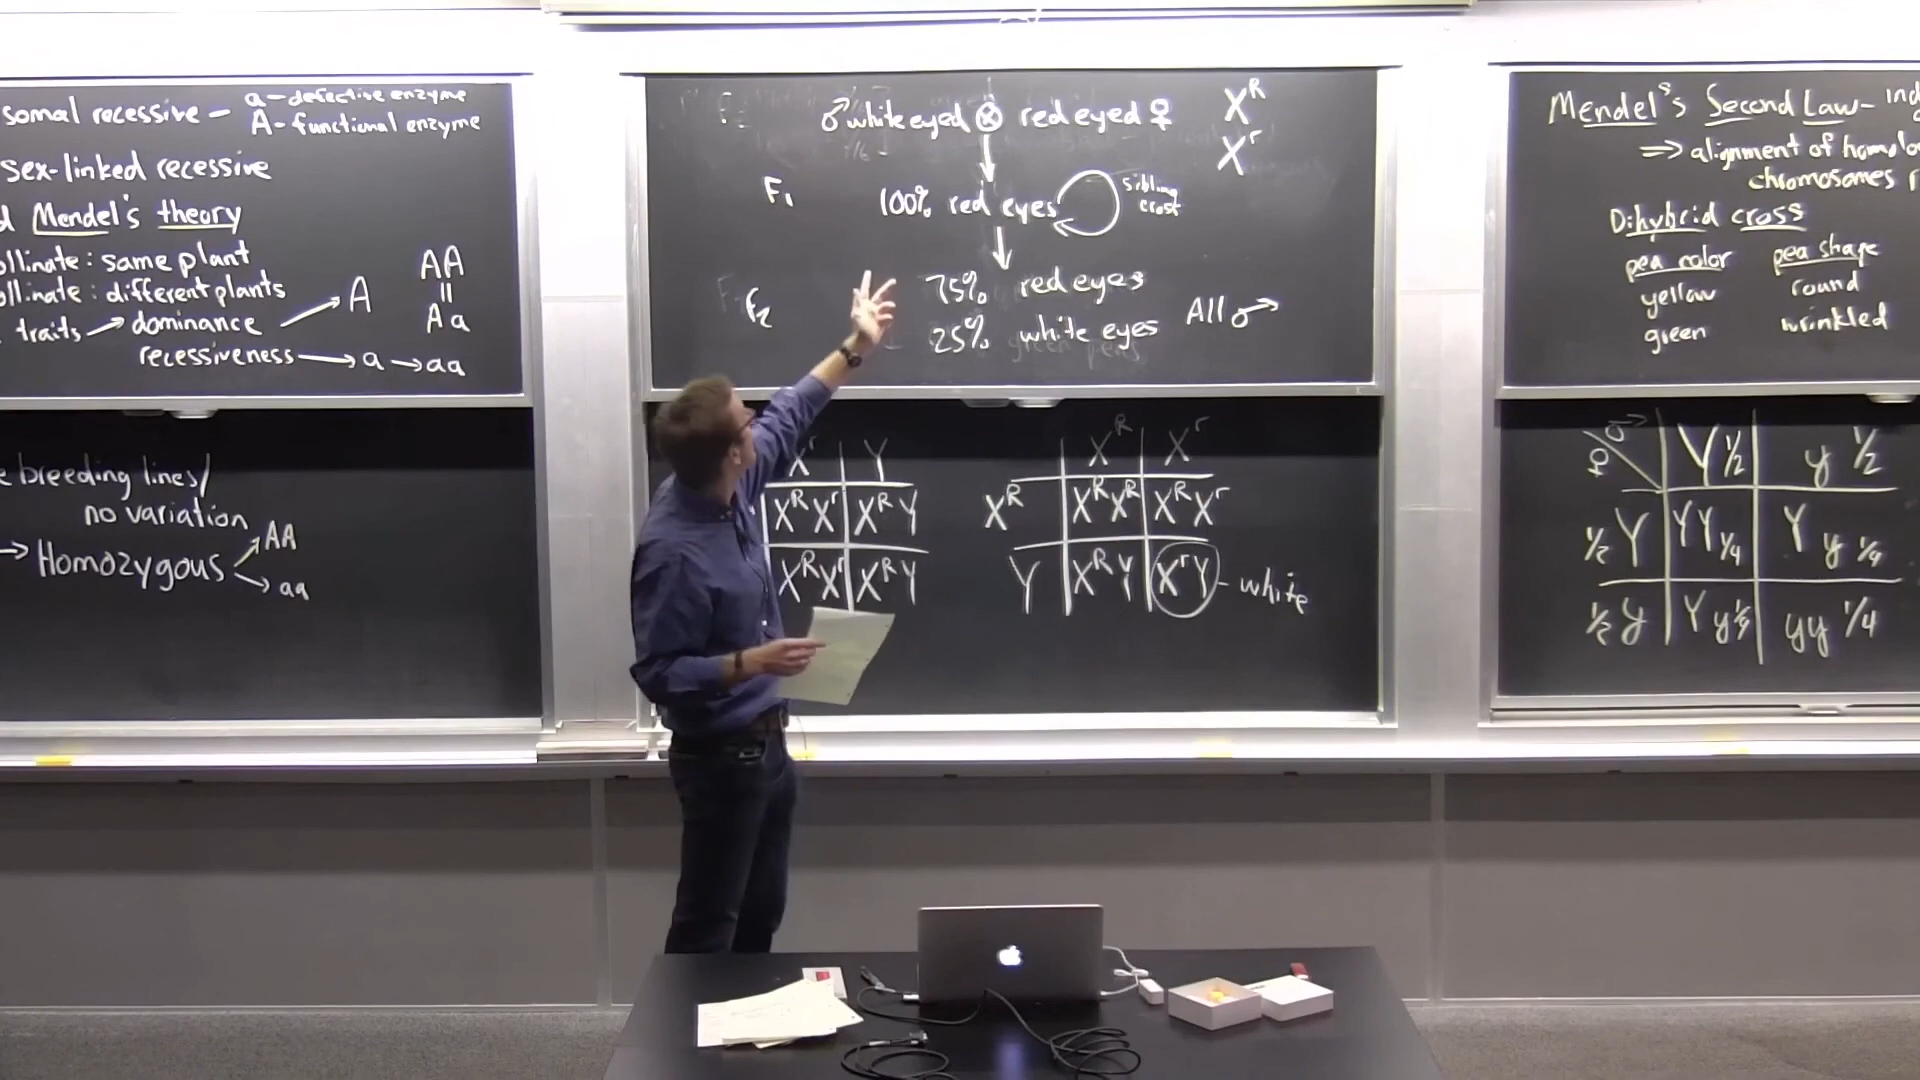 somal recessive – a – defective enzyme
A – functional enzyme
sex-linked recessive
d Mendel's theory
ollinate: same plant
ollinate: different plants
traits → dominance → A
recessiveness → a → aa
AA
=
Aa
e breeding lines/
no variation
→ Homozygous → AA
→ aa
♂ white eyed ⊗ red eyed ♀
X^R
X^r
F₁ 100% red eyes sibling
cross
F₂ 75% red eyes
25% white eyes All ♂
X^r Y
X^R X^r X^R Y
X^R X^r X^R Y
X^R X^r
X^R X^R X^R X^R X^r
Y X^R Y X^r Y – white
Mendel's Second Law – ind
⇒ alignment of homolo
chromosomes r
Dihybrid cross
pea color pea shape
yellow round
green wrinkled
♀ ♂ Y ½ y ½
½ Y YY ¼ Y y ¼
½ y Y y ¼ yy ¼